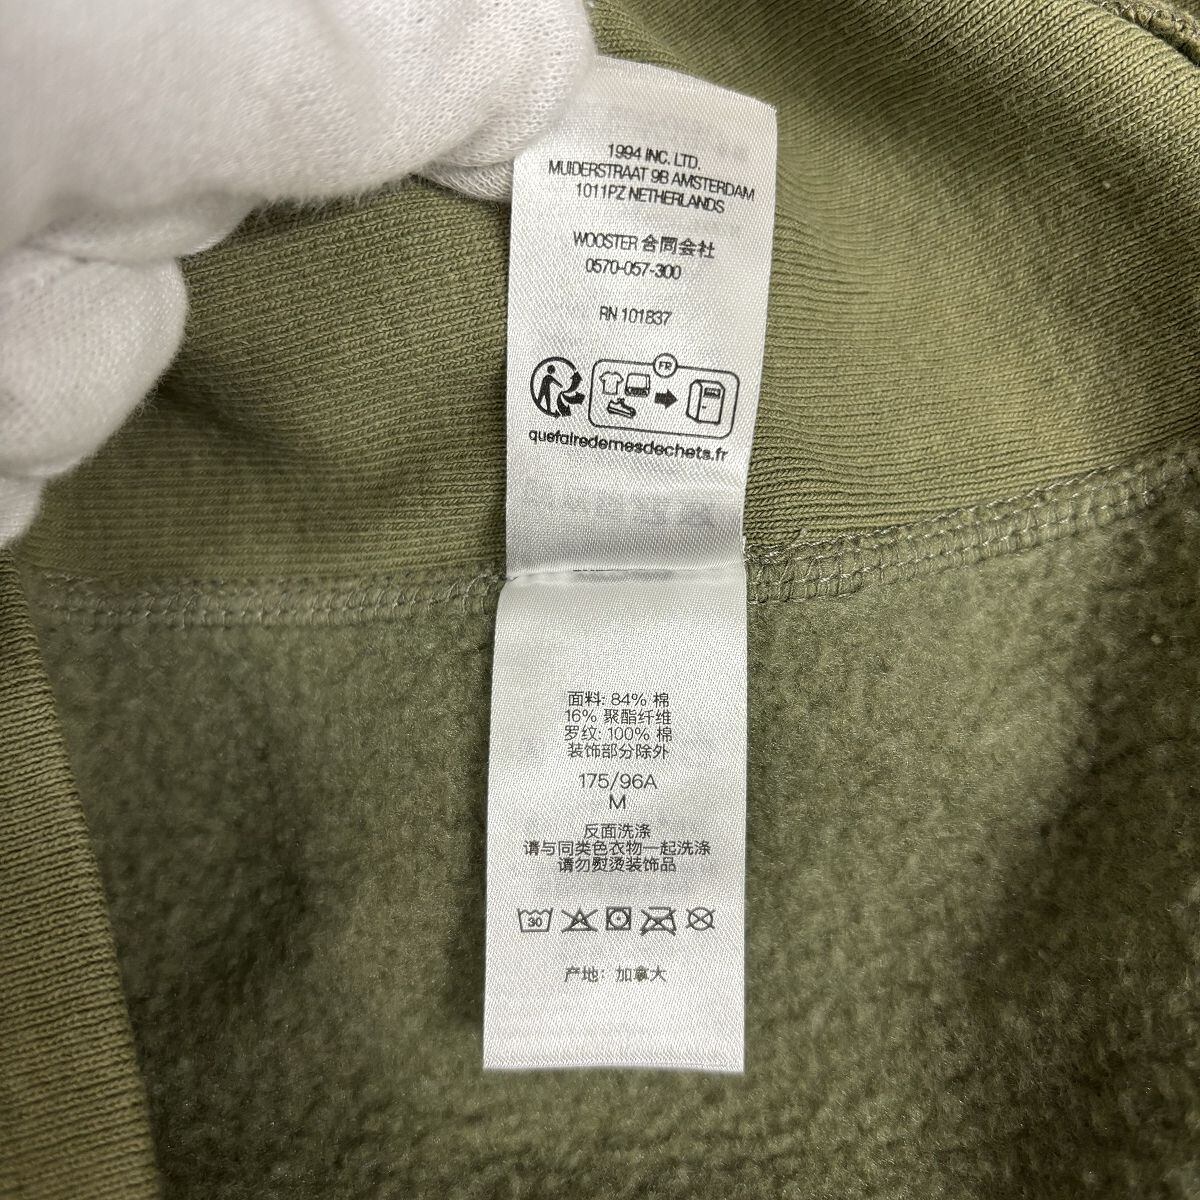 1994 INC. LTD.
MUIDERSTRAAT 9B AMSTERDAM
1011PZ NETHERLANDS
WOOSTER 合同会社
0570-057-300
RN 101837
FR
quefairedemesdechets.fr
面料: 84% 棉
16% 聚酯纤维
罗纹: 100% 棉
装饰部分除外
175/96A
M
反面洗涤
请与同类色衣物一起洗涤
请勿熨烫装饰品
30
产地: 加拿大